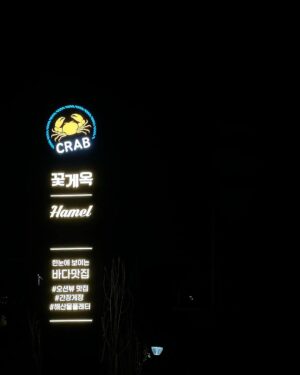 CRAB
꽃게옥
Hamel
한눈에 보이는
바다맛집
#오션뷰 맛집
#간장게장
#해산물플래터